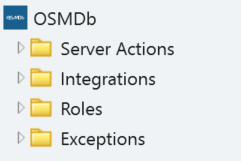 OSMDb
Server Actions
Integrations
Roles
Exceptions